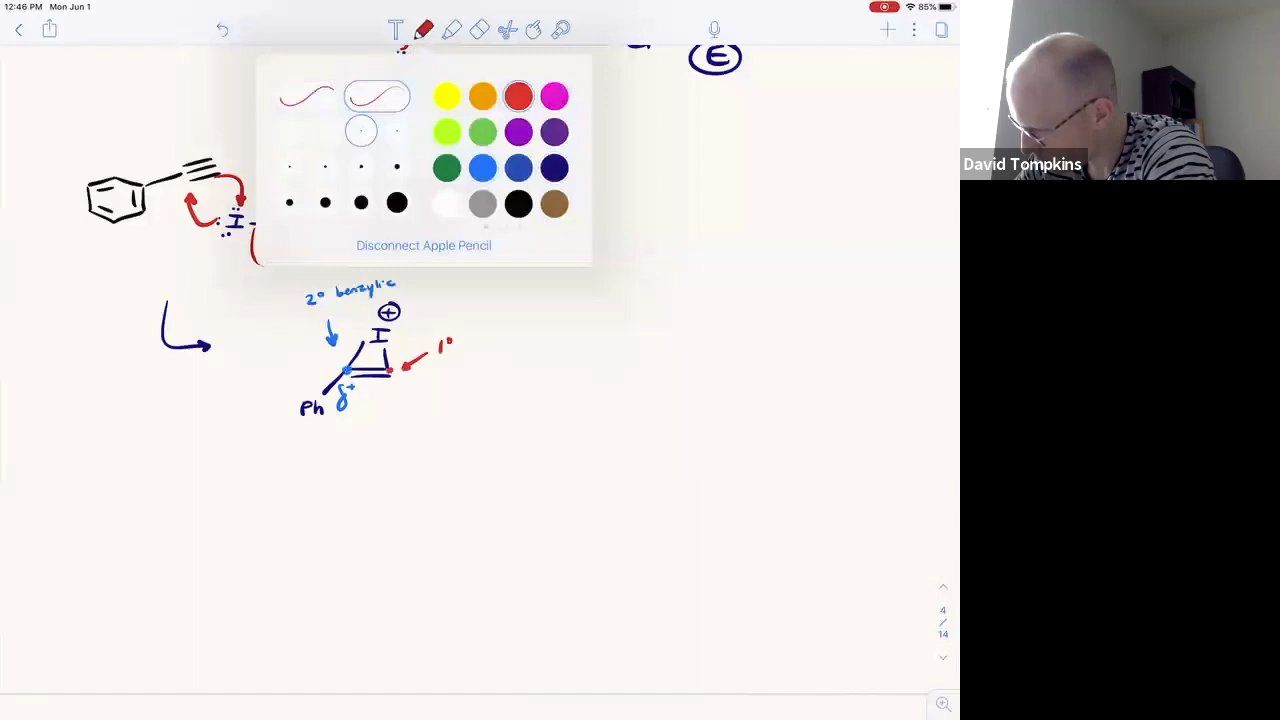 12:46 PM Mon Jun 1
85%
T
E
David Tompkins
I
Disconnect Apple Pencil
2° benzylic
+
I
1°
δ+
Ph
4
/
14